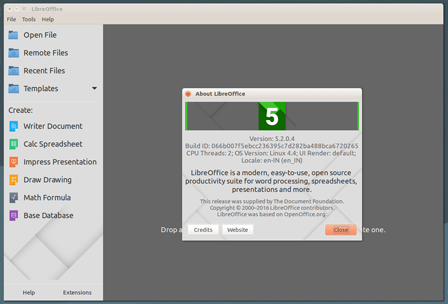 LibreOffice
File Tools Help
Open File
Remote Files
Recent Files
Templates
Create:
Writer Document
Calc Spreadsheet
Impress Presentation
Draw Drawing
Math Formula
Base Database
Help Extensions
About LibreOffice
5
Version: 5.2.0.4
Build ID: 066b007f5ebcc236395c7d282ba488bca6720265
CPU Threads: 2; OS Version: Linux 4.4; UI Render: default;
Locale: en-IN (en_IN)
LibreOffice is a modern, easy-to-use, open source
productivity suite for word processing, spreadsheets,
presentations and more.
This release was supplied by The Document Foundation.
Copyright © 2000–2016 LibreOffice contributors.
LibreOffice was based on OpenOffice.org.
Credits Website Close
Drop a
te one.